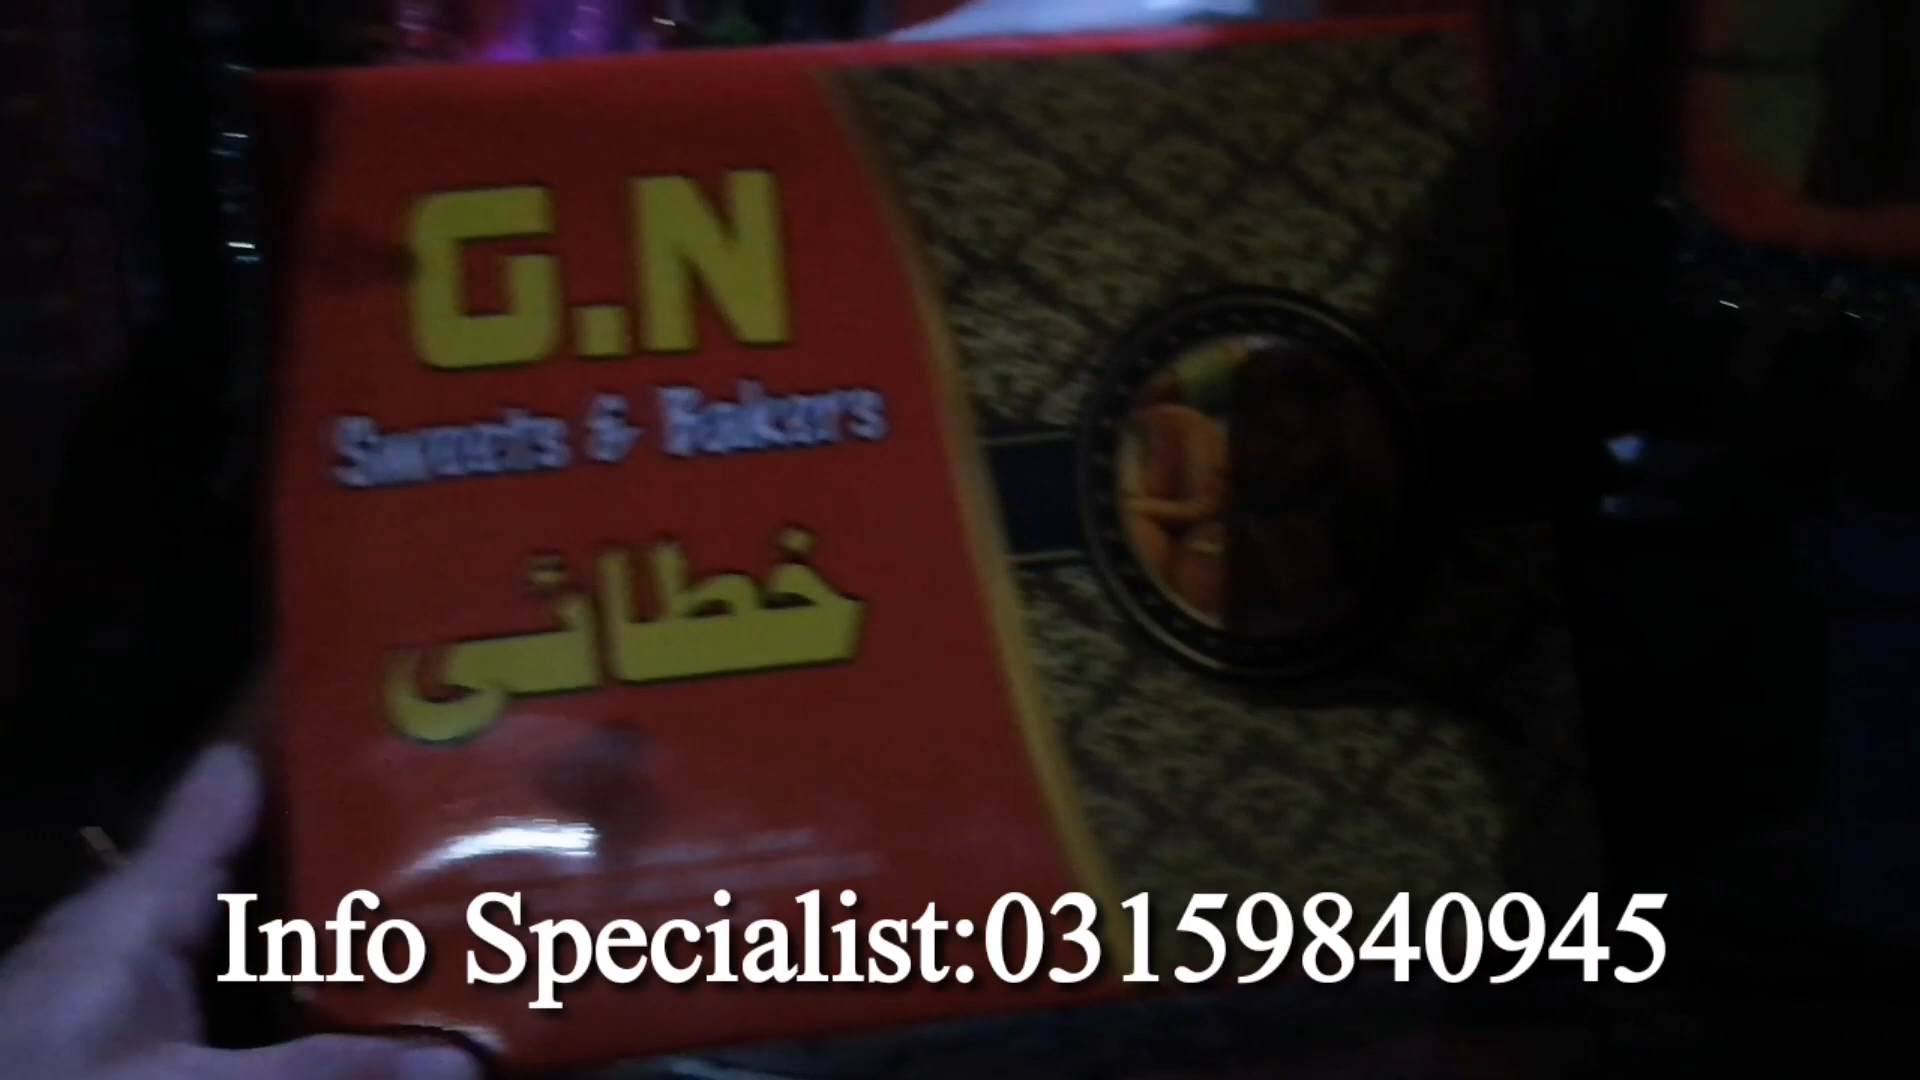 G.N
Sweets & Bakers
خطائی
Info Specialist:03159840945